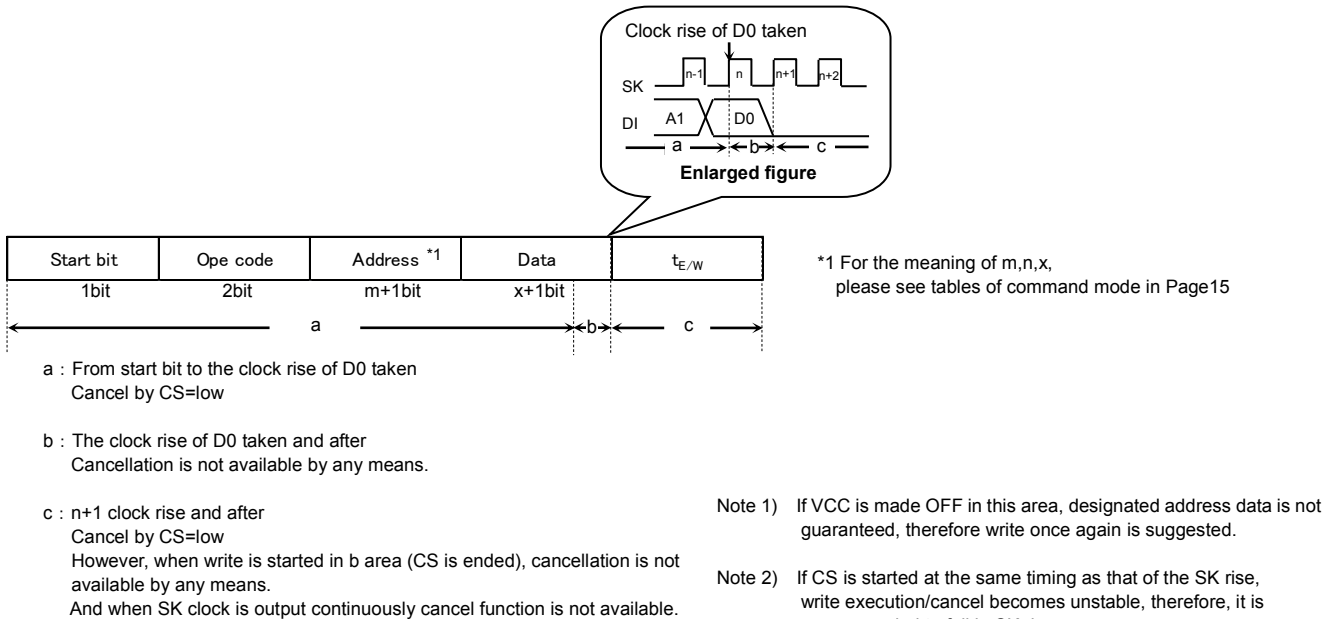 Clock rise of D0 taken
n-1 n n+1 n+2
SK
DI A1 D0
a b c
Enlarged figure
Start bit Ope code Address *1 Data tE/W
1bit 2bit m+1bit x+1bit
a b c
*1 For the meaning of m,n,x,
please see tables of command mode in Page15
a : From start bit to the clock rise of D0 taken
Cancel by CS=low
b : The clock rise of D0 taken and after
Cancellation is not available by any means.
c : n+1 clock rise and after
Cancel by CS=low
However, when write is started in b area (CS is ended), cancellation is not
available by any means.
And when SK clock is output continuously cancel function is not available.
Note 1) If VCC is made OFF in this area, designated address data is not
guaranteed, therefore write once again is suggested.
Note 2) If CS is started at the same timing as that of the SK rise,
write execution/cancel becomes unstable, therefore, it is